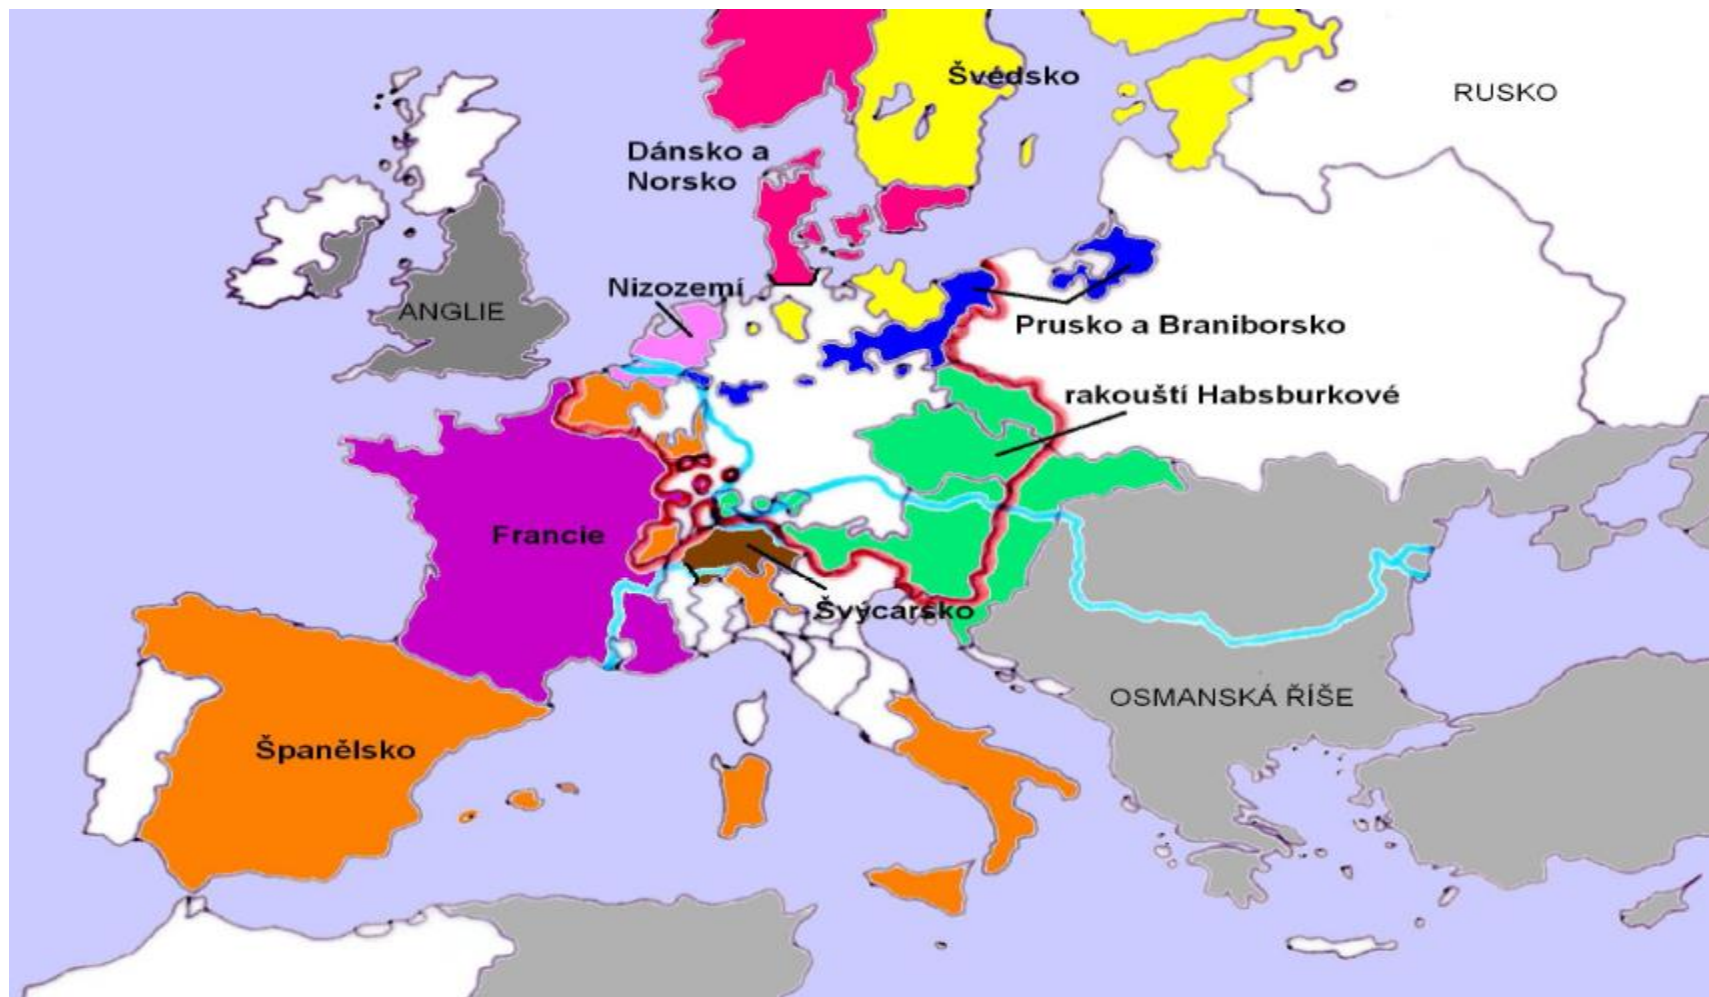 Švédsko
RUSKO
Dánsko a
Norsko
Nizozemí
ANGLIE
Prusko a Braniborsko
rakouští Habsburkové
Francie
Švýcarsko
OSMANSKÁ ŘÍŠE
Španělsko